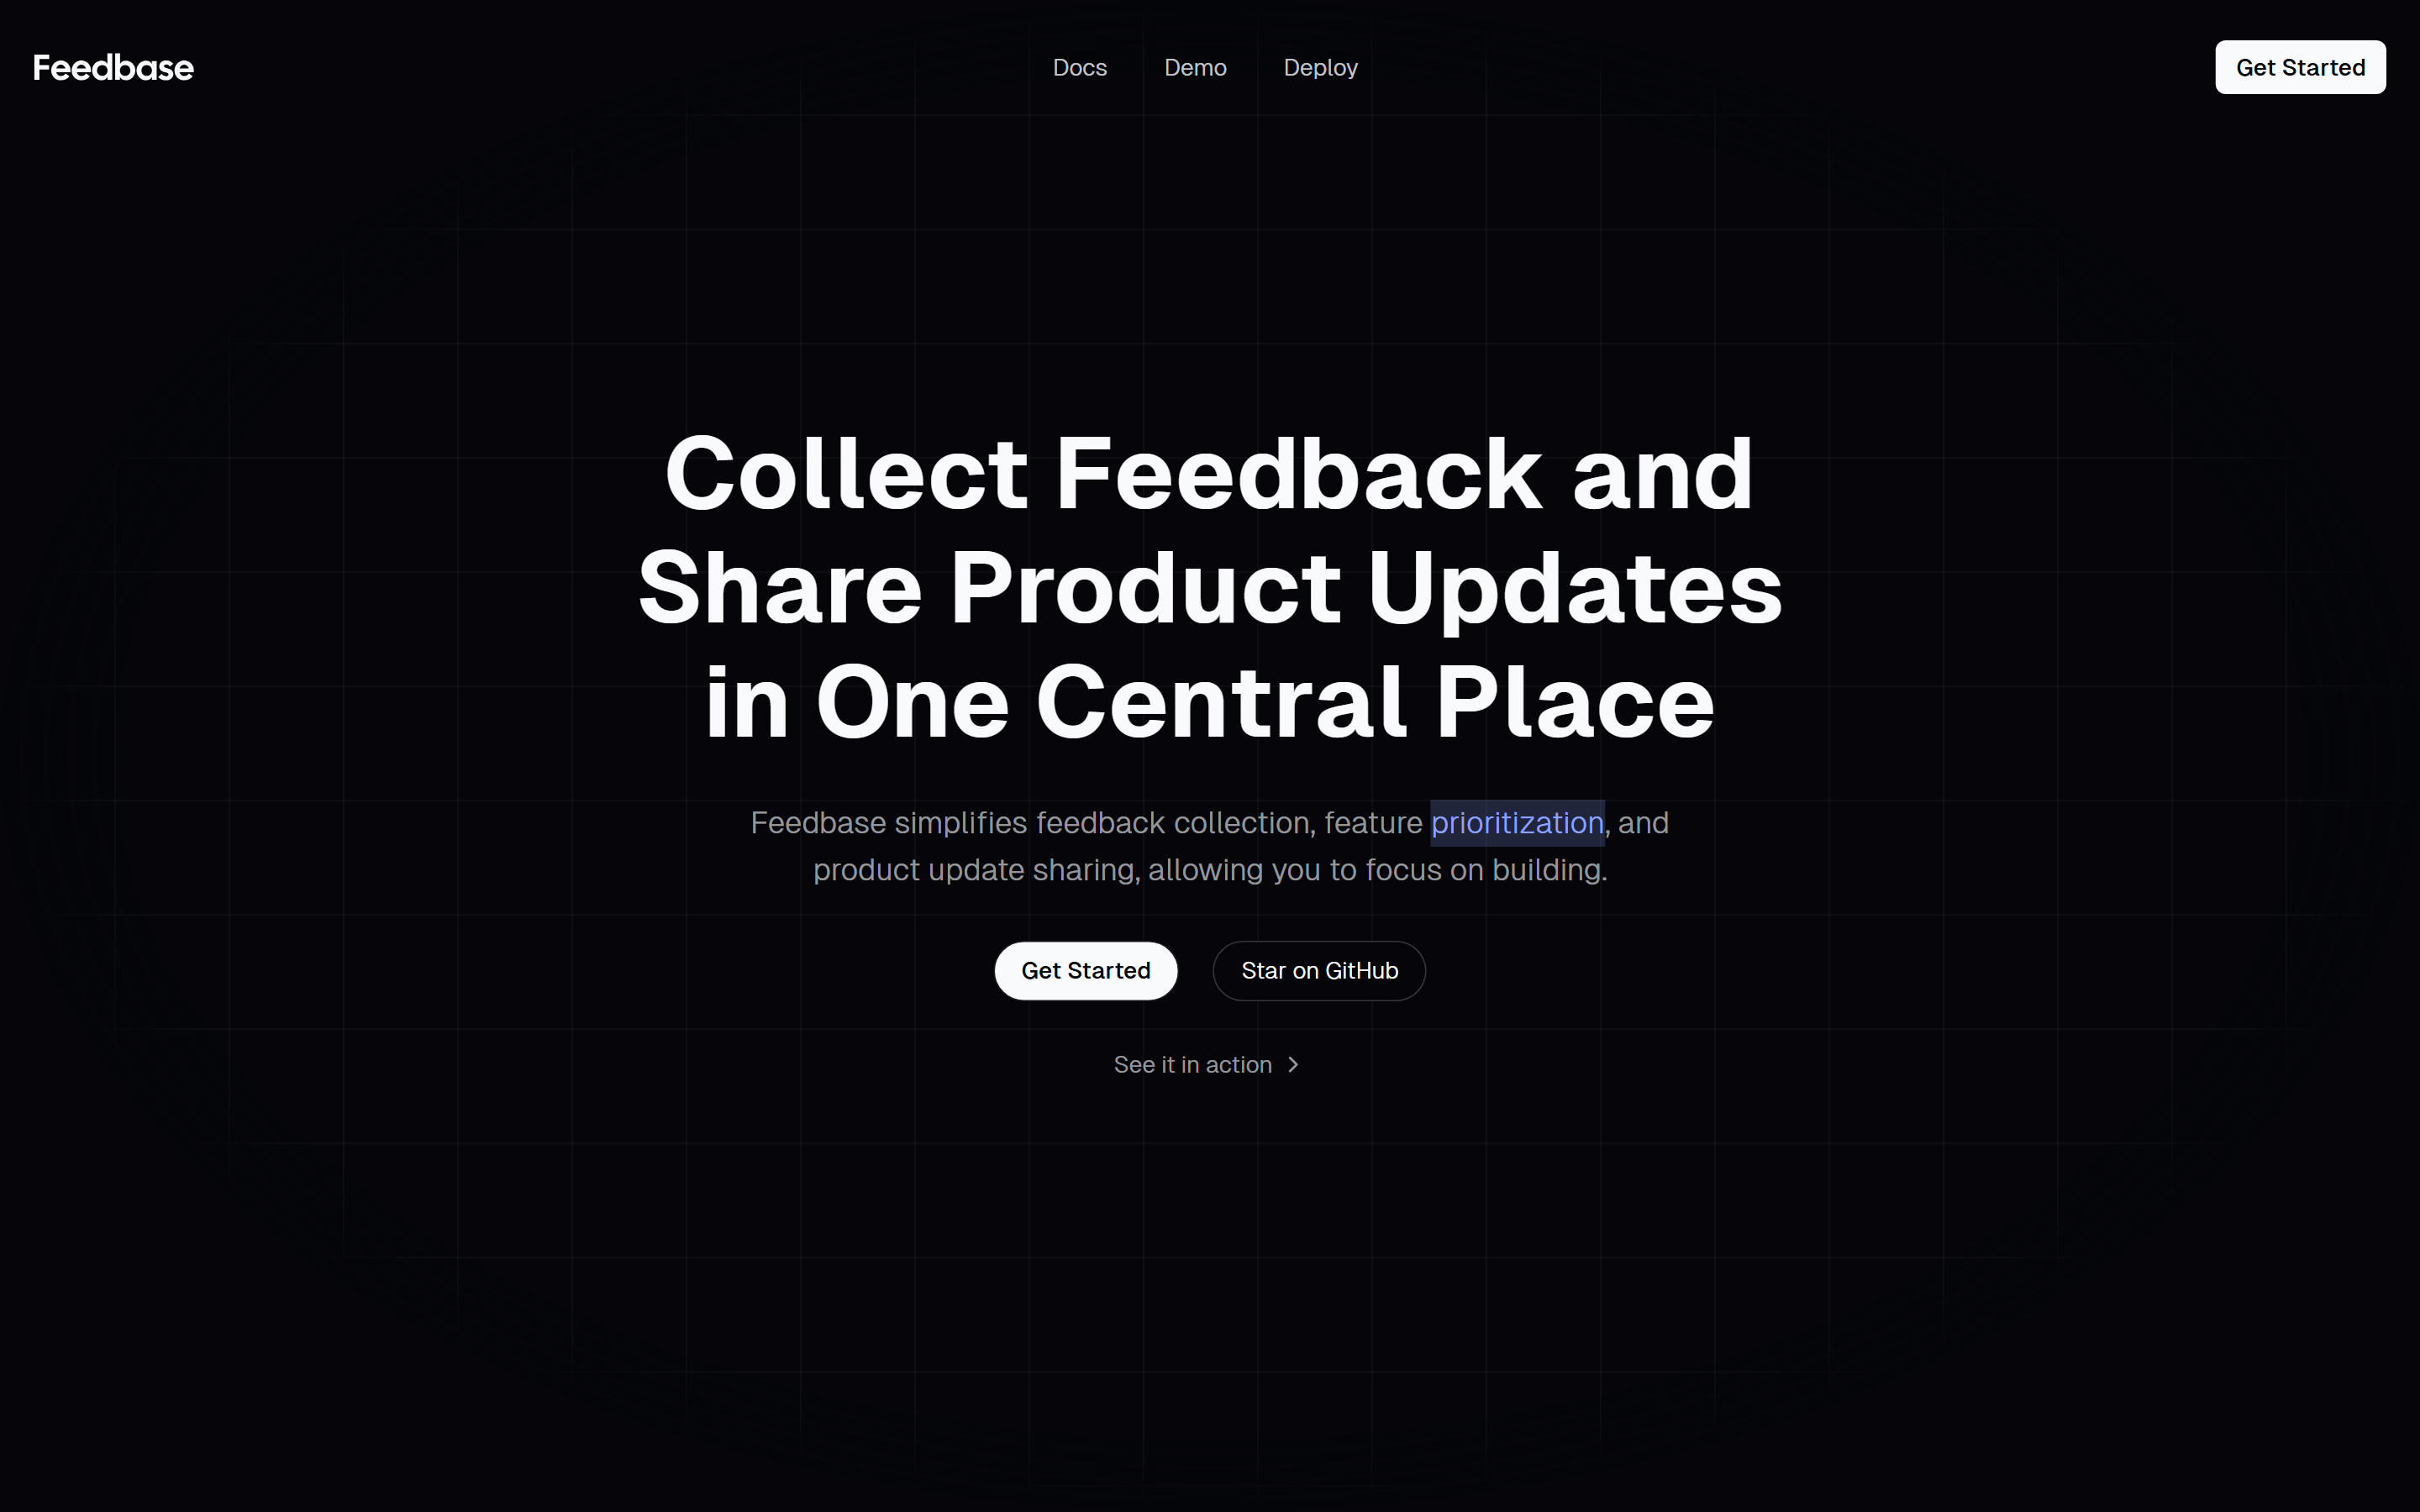 Feedbase
Docs
Demo
Deploy
Get Started
Collect Feedback and
Share Product Updates
in One Central Place
Feedbase simplifies feedback collection, feature prioritization, and
product update sharing, allowing you to focus on building.
Get Started
Star on GitHub
See it in action